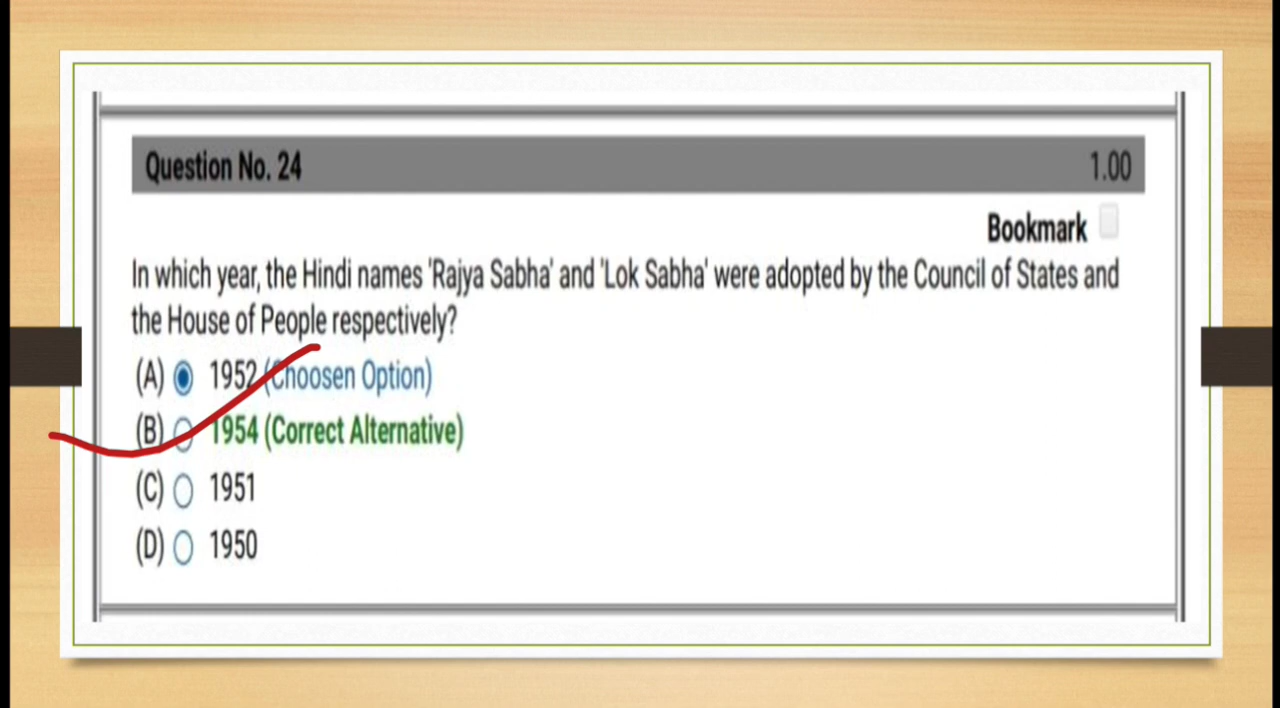 Question No. 24 1.00
Bookmark
In which year, the Hindi names 'Rajya Sabha' and 'Lok Sabha' were adopted by the Council of States and
the House of People respectively?
(A) 1952 (Choosen Option)
(B) 1954 (Correct Alternative)
(C) 1951
(D) 1950